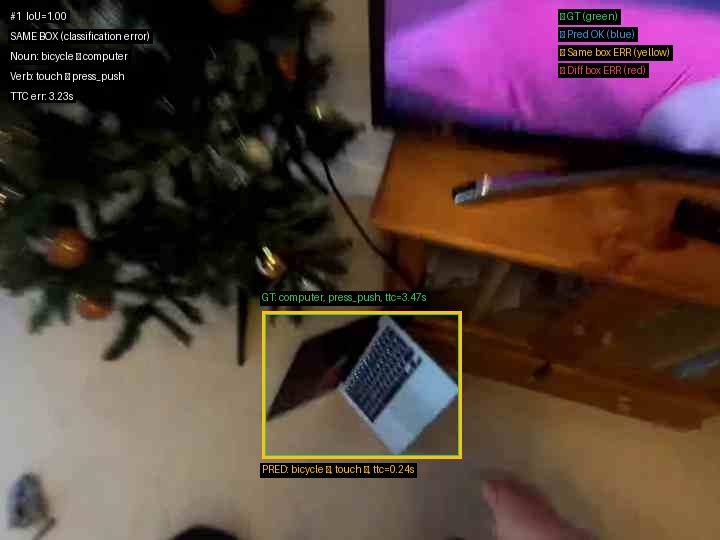 #1 IoU=1.00
SAME BOX (classification error)
Noun: bicycle computer
Verb: touch press_push
TTC err: 3.23s
GT (green)
Pred OK (blue)
Same box ERR (yellow)
Diff box ERR (red)
GT: computer, press_push, ttc=3.47s
PRED: bicycle , touch , ttc=0.24s